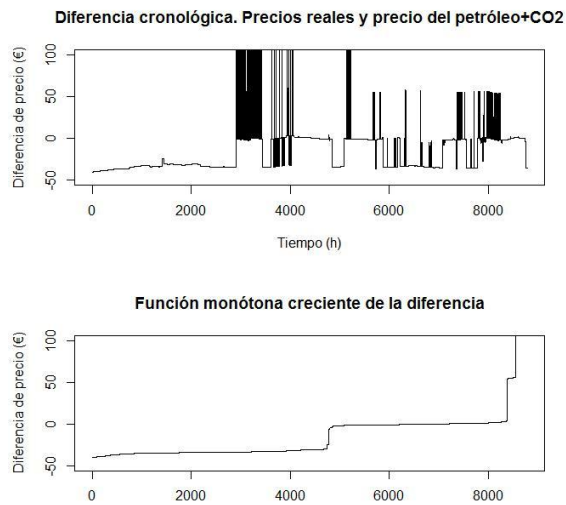 Diferencia cronológica. Precios reales y precio del petróleo+CO2
Diferencia de precio (€)
100
50
0
-50
0 2000 4000 6000 8000
Tiempo (h)
Función monótona creciente de la diferencia
Diferencia de precio (€)
100
50
0
-50
0 2000 4000 6000 8000